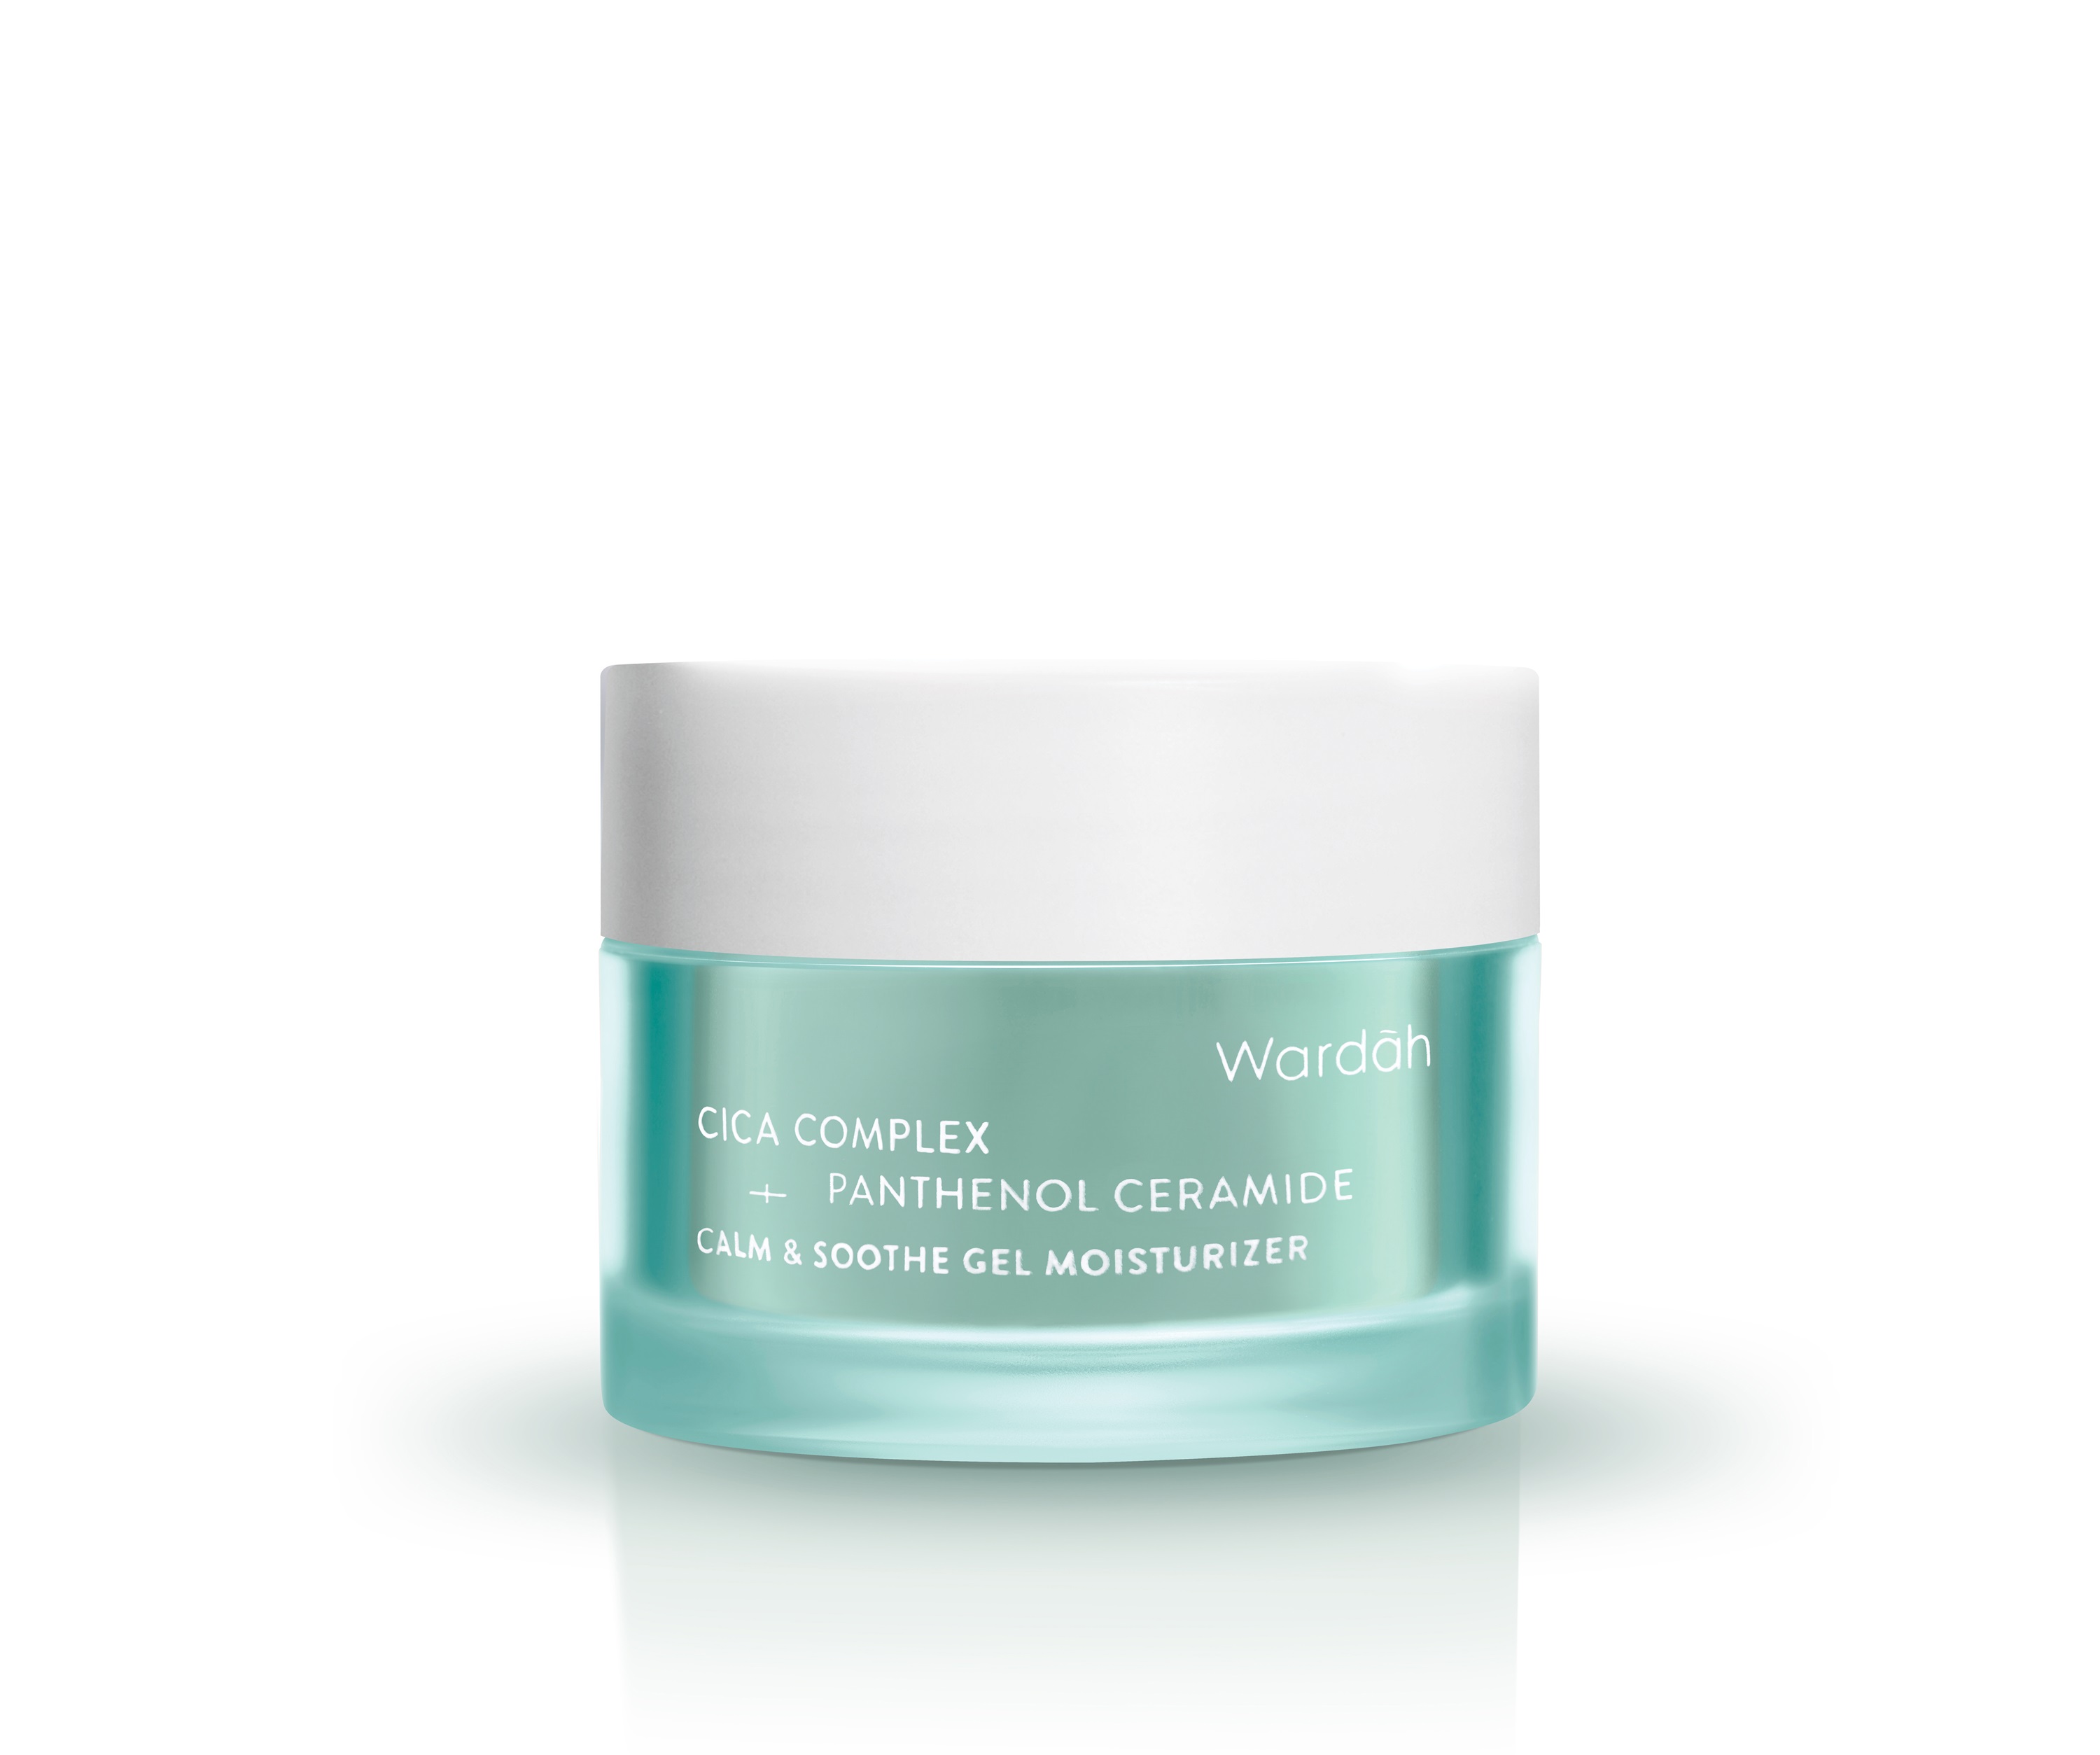 Wardāh
CICA COMPLEX
+ PANTHENOL CERAMIDE
CALM & SOOTHE GEL MOISTURIZER